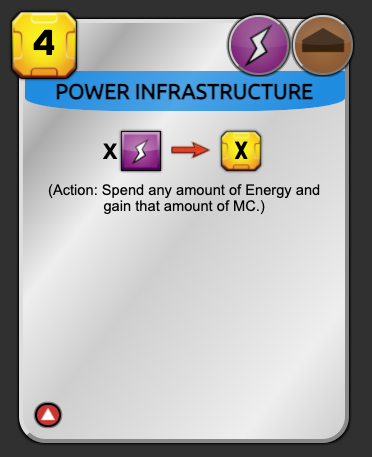 4
POWER INFRASTRUCTURE
X X
(Action: Spend any amount of Energy and
gain that amount of MC.)